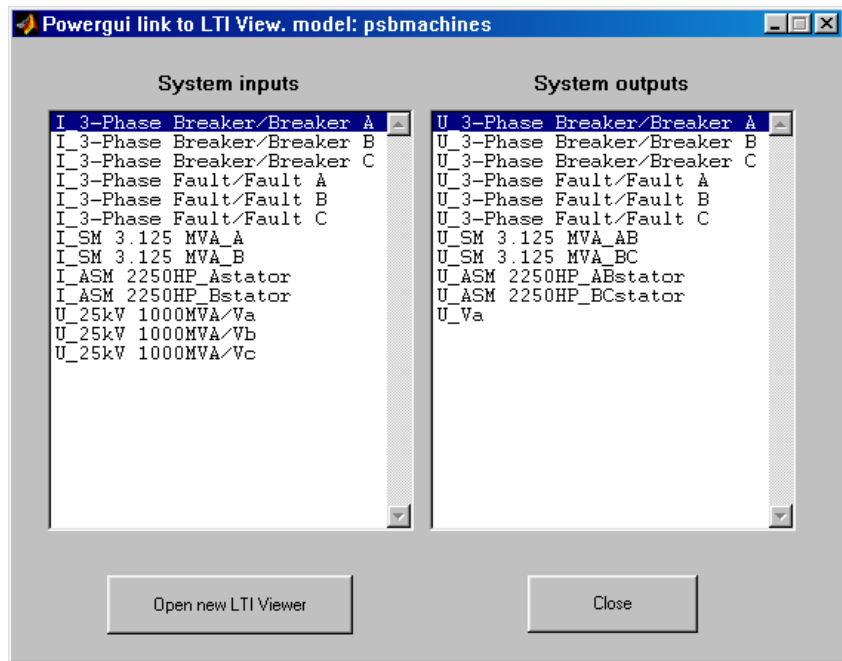 Powergui link to LTI View. model: psbmachines
System inputs
I_3-Phase Breaker/Breaker A
I_3-Phase Breaker/Breaker B
I_3-Phase Breaker/Breaker C
I_3-Phase Fault/Fault A
I_3-Phase Fault/Fault B
I_3-Phase Fault/Fault C
I_SM 3.125 MVA_A
I_SM 3.125 MVA_B
I_ASM 2250HP_Astator
I_ASM 2250HP_Bstator
U_25kV 1000MVA/Va
U_25kV 1000MVA/Vb
U_25kV 1000MVA/Vc
System outputs
U_3-Phase Breaker/Breaker A
U_3-Phase Breaker/Breaker B
U_3-Phase Breaker/Breaker C
U_3-Phase Fault/Fault A
U_3-Phase Fault/Fault B
U_3-Phase Fault/Fault C
U_SM 3.125 MVA_AB
U_SM 3.125 MVA_BC
U_ASM 2250HP_ABstator
U_ASM 2250HP_BCstator
U_Va
Open new LTI Viewer
Close